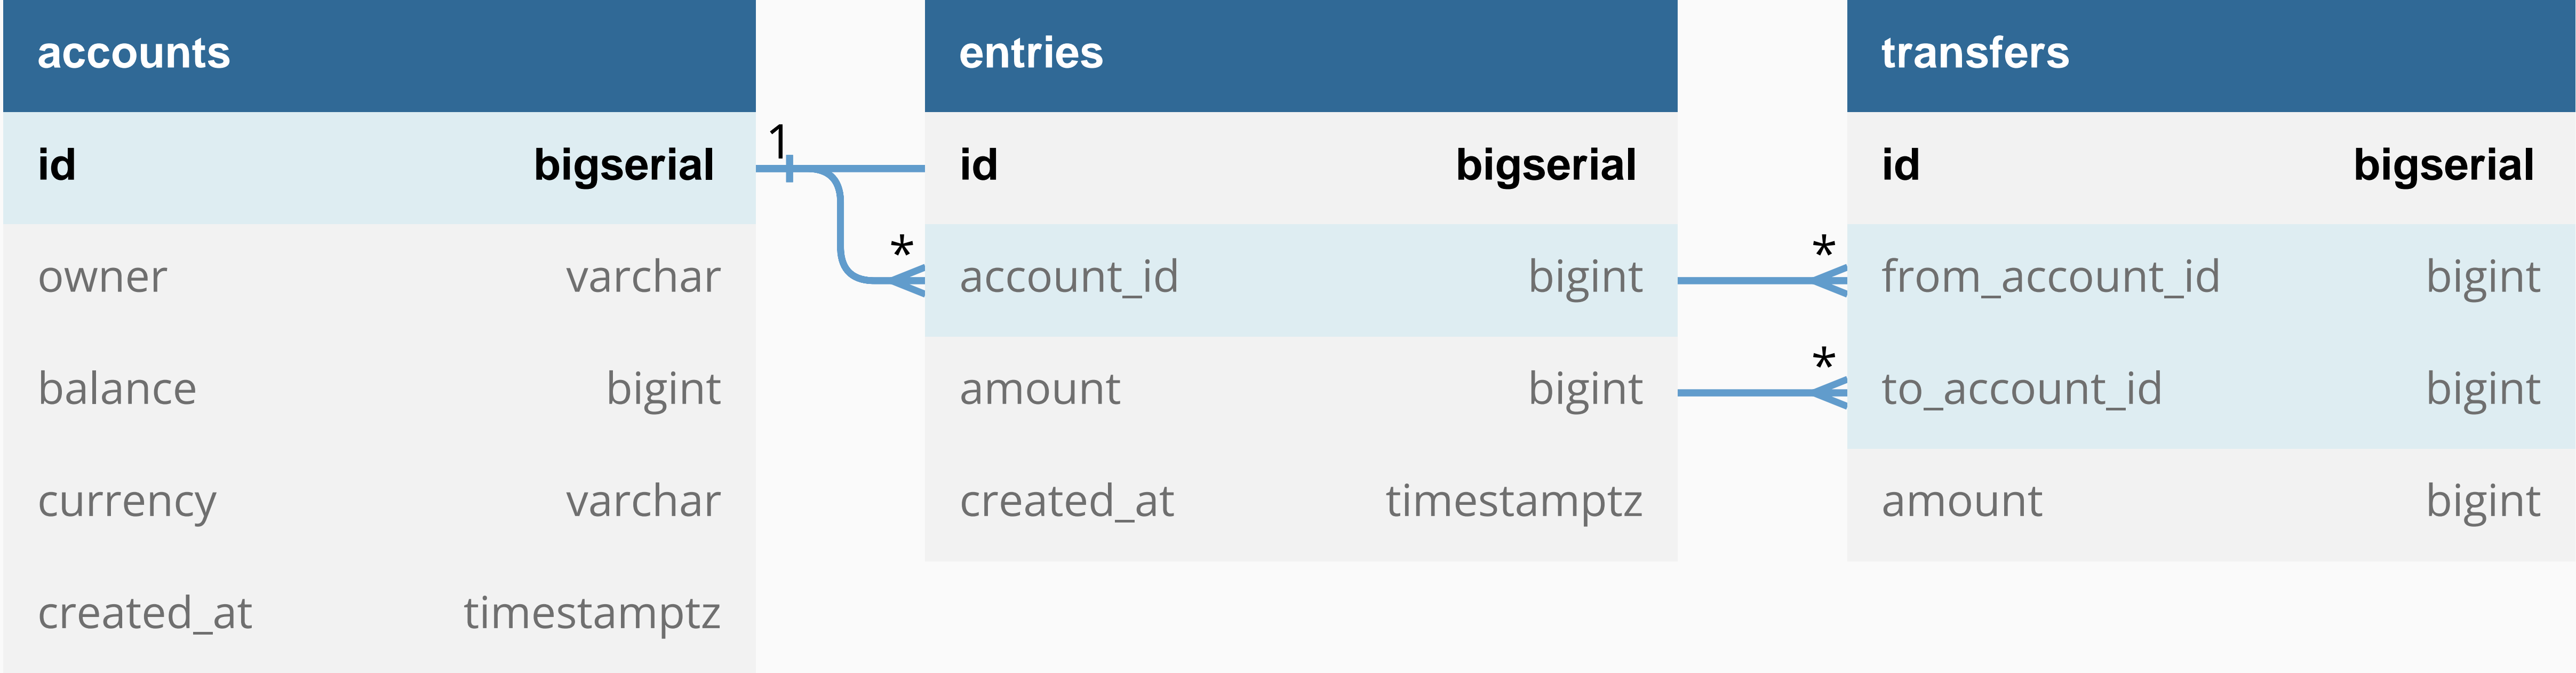 accounts
id bigserial
owner varchar
balance bigint
currency varchar
created_at timestamptz
1
*
entries
id bigserial
account_id bigint
amount bigint
created_at timestamptz
*
*
transfers
id bigserial
from_account_id bigint
to_account_id bigint
amount bigint